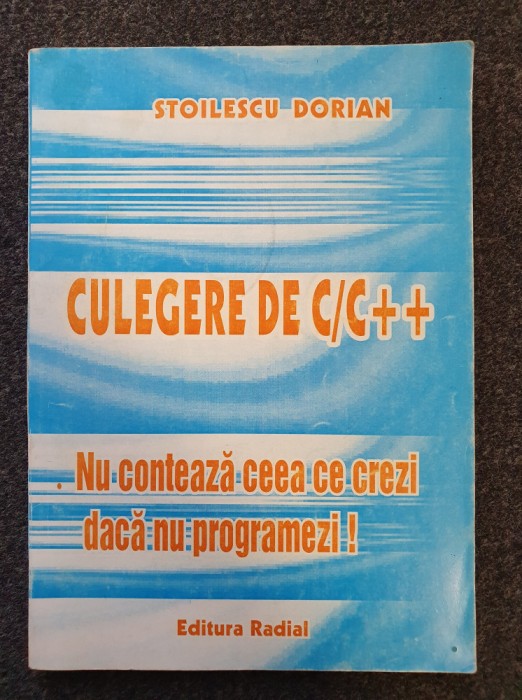 STOILESCU DORIAN
CULEGERE DE C/C++
. Nu contează ceea ce crezi
dacă nu programezi !
Editura Radial